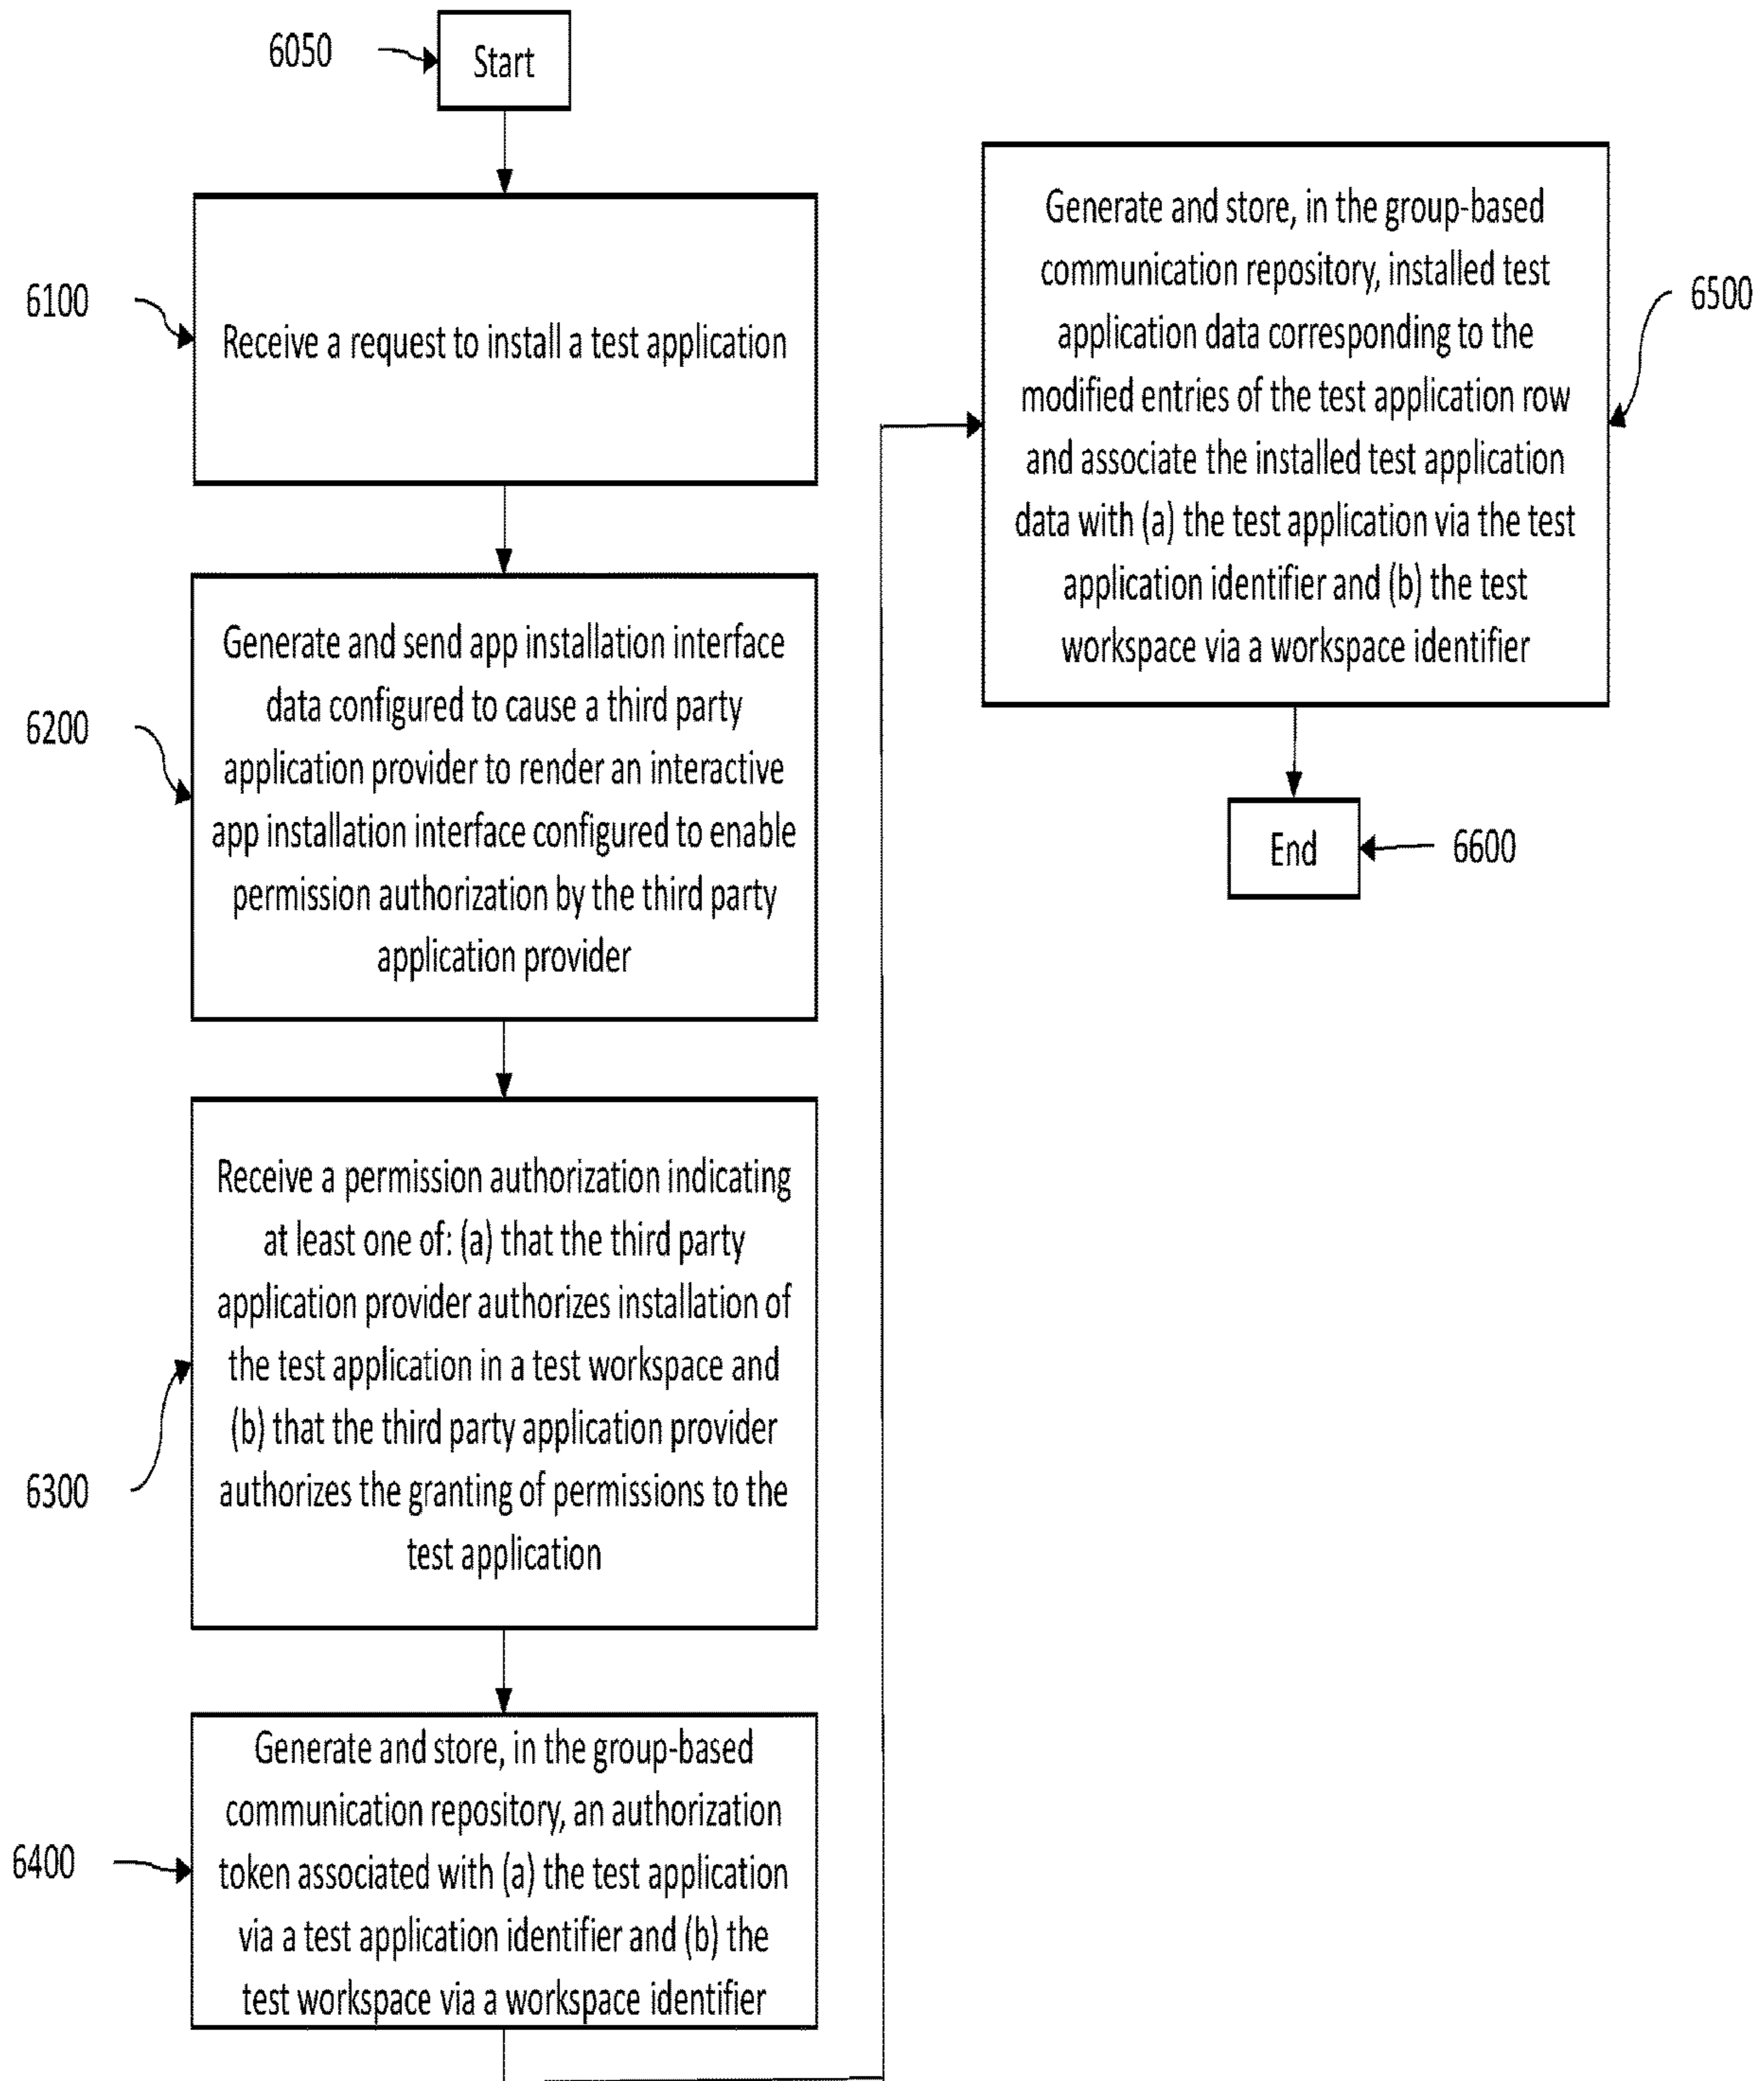 6050
Start
6100
Receive a request to install a test application
6200
Generate and send app installation interface
data configured to cause a third party
application provider to render an interactive
app installation interface configured to enable
permission authorization by the third party
application provider
6300
Receive a permission authorization indicating
at least one of: (a) that the third party
application provider authorizes installation of
the test application in a test workspace and
(b) that the third party application provider
authorizes the granting of permissions to the
test application
6400
Generate and store, in the group-based
communication repository, an authorization
token associated with (a) the test application
via a test application identifier and (b) the
test workspace via a workspace identifier
Generate and store, in the group-based
communication repository, installed test
application data corresponding to the
modified entries of the test application row
and associate the installed test application
data with (a) the test application via the test
application identifier and (b) the test
workspace via a workspace identifier
6500
End
6600